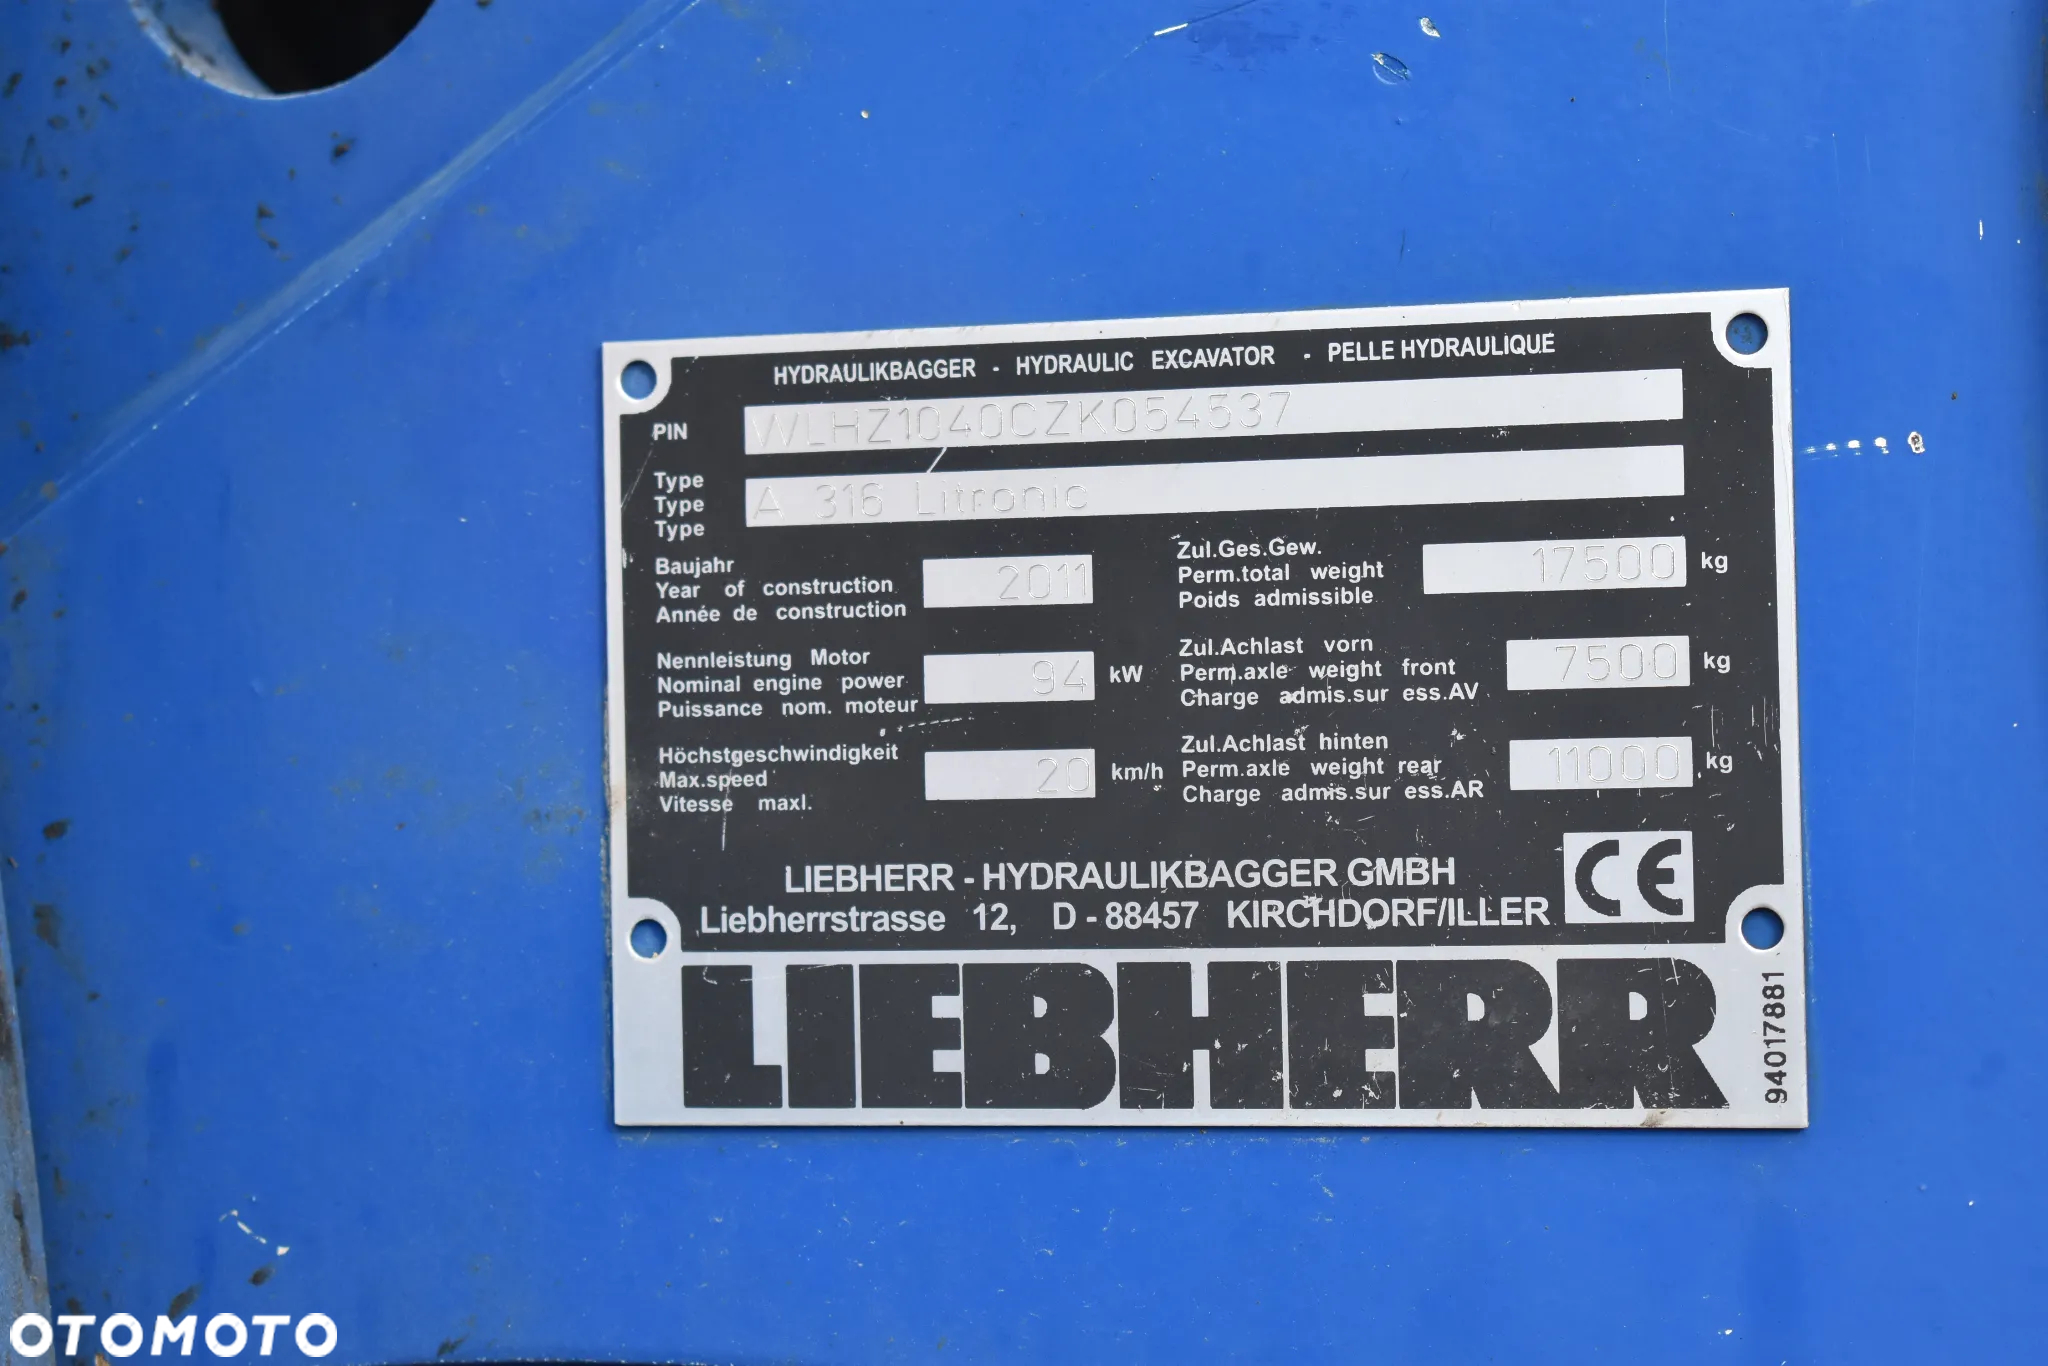 HYDRAULIKBAGGER - HYDRAULIC EXCAVATOR - PELLE HYDRAULIQUE
PIN WLHZ1040CZK054537
Type
Type A 316 Litronic
Type
Baujahr
Year of construction 2011
Année de construction
Zul.Ges.Gew.
Perm.total weight 17500 kg
Poids admissible
Nennleistung Motor
Nominal engine power 94 kW
Puissance nom. moteur
Zul.Achlast vorn
Perm.axle weight front 7500 kg
Charge admis.sur ess.AV
Höchstgeschwindigkeit
Max.speed 20 km/h
Vitesse maxl.
Zul.Achlast hinten
Perm.axle weight rear 11000 kg
Charge admis.sur ess.AR
LIEBHERR - HYDRAULIKBAGGER GMBH
Liebherrstrasse 12, D - 88457 KIRCHDORF/ILLER
CE
LIEBHERR
94017881
OTOMOTO